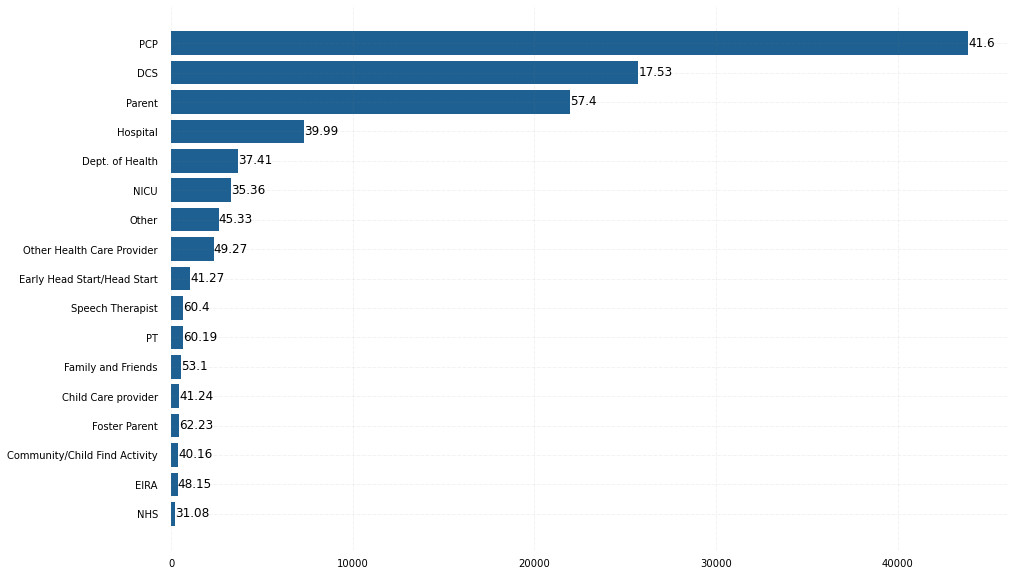 PCP 41.6
DCS 17.53
Parent 57.4
Hospital 39.99
Dept. of Health 37.41
NICU 35.36
Other 45.33
Other Health Care Provider 49.27
Early Head Start/Head Start 41.27
Speech Therapist 60.4
PT 60.19
Family and Friends 53.1
Child Care provider 41.24
Foster Parent 62.23
Community/Child Find Activity 40.16
EIRA 48.15
NHS 31.08
0 10000 20000 30000 40000